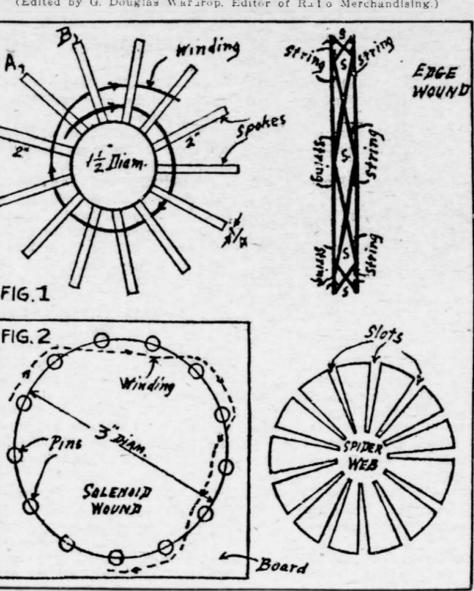 (Edited by G. Douglas Wardrop, Editor of Radio Merchandising.)
A
B
Winding
2"
2"
Spokes
1½" Diam.
FIG. 1
S
String
String
S
EDGE
WOUND
String
S
String
String
S
String
S
FIG. 2
Winding
3" DIAM.
Pins
SOLENOID
WOUND
Board
Slots
SPIDER
WEB